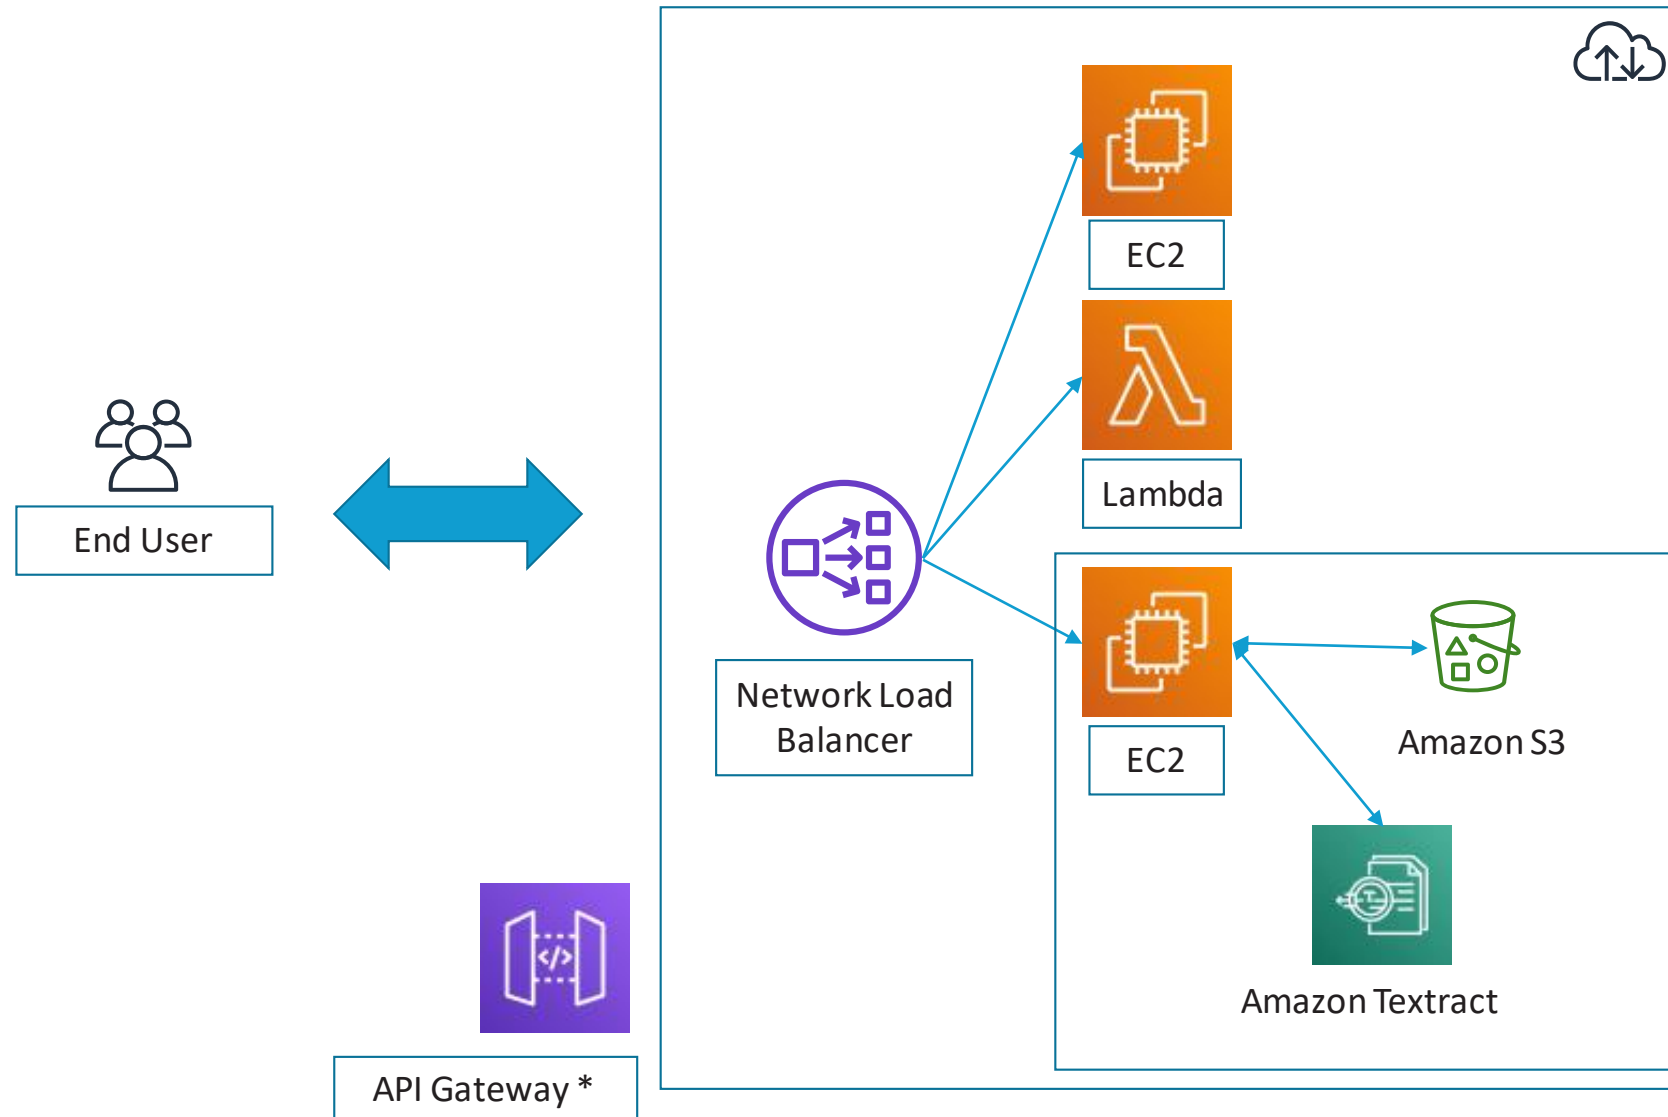 EC2
Lambda
End User
Network Load
Balancer
EC2
Amazon S3
</>
Amazon Textract
API Gateway *